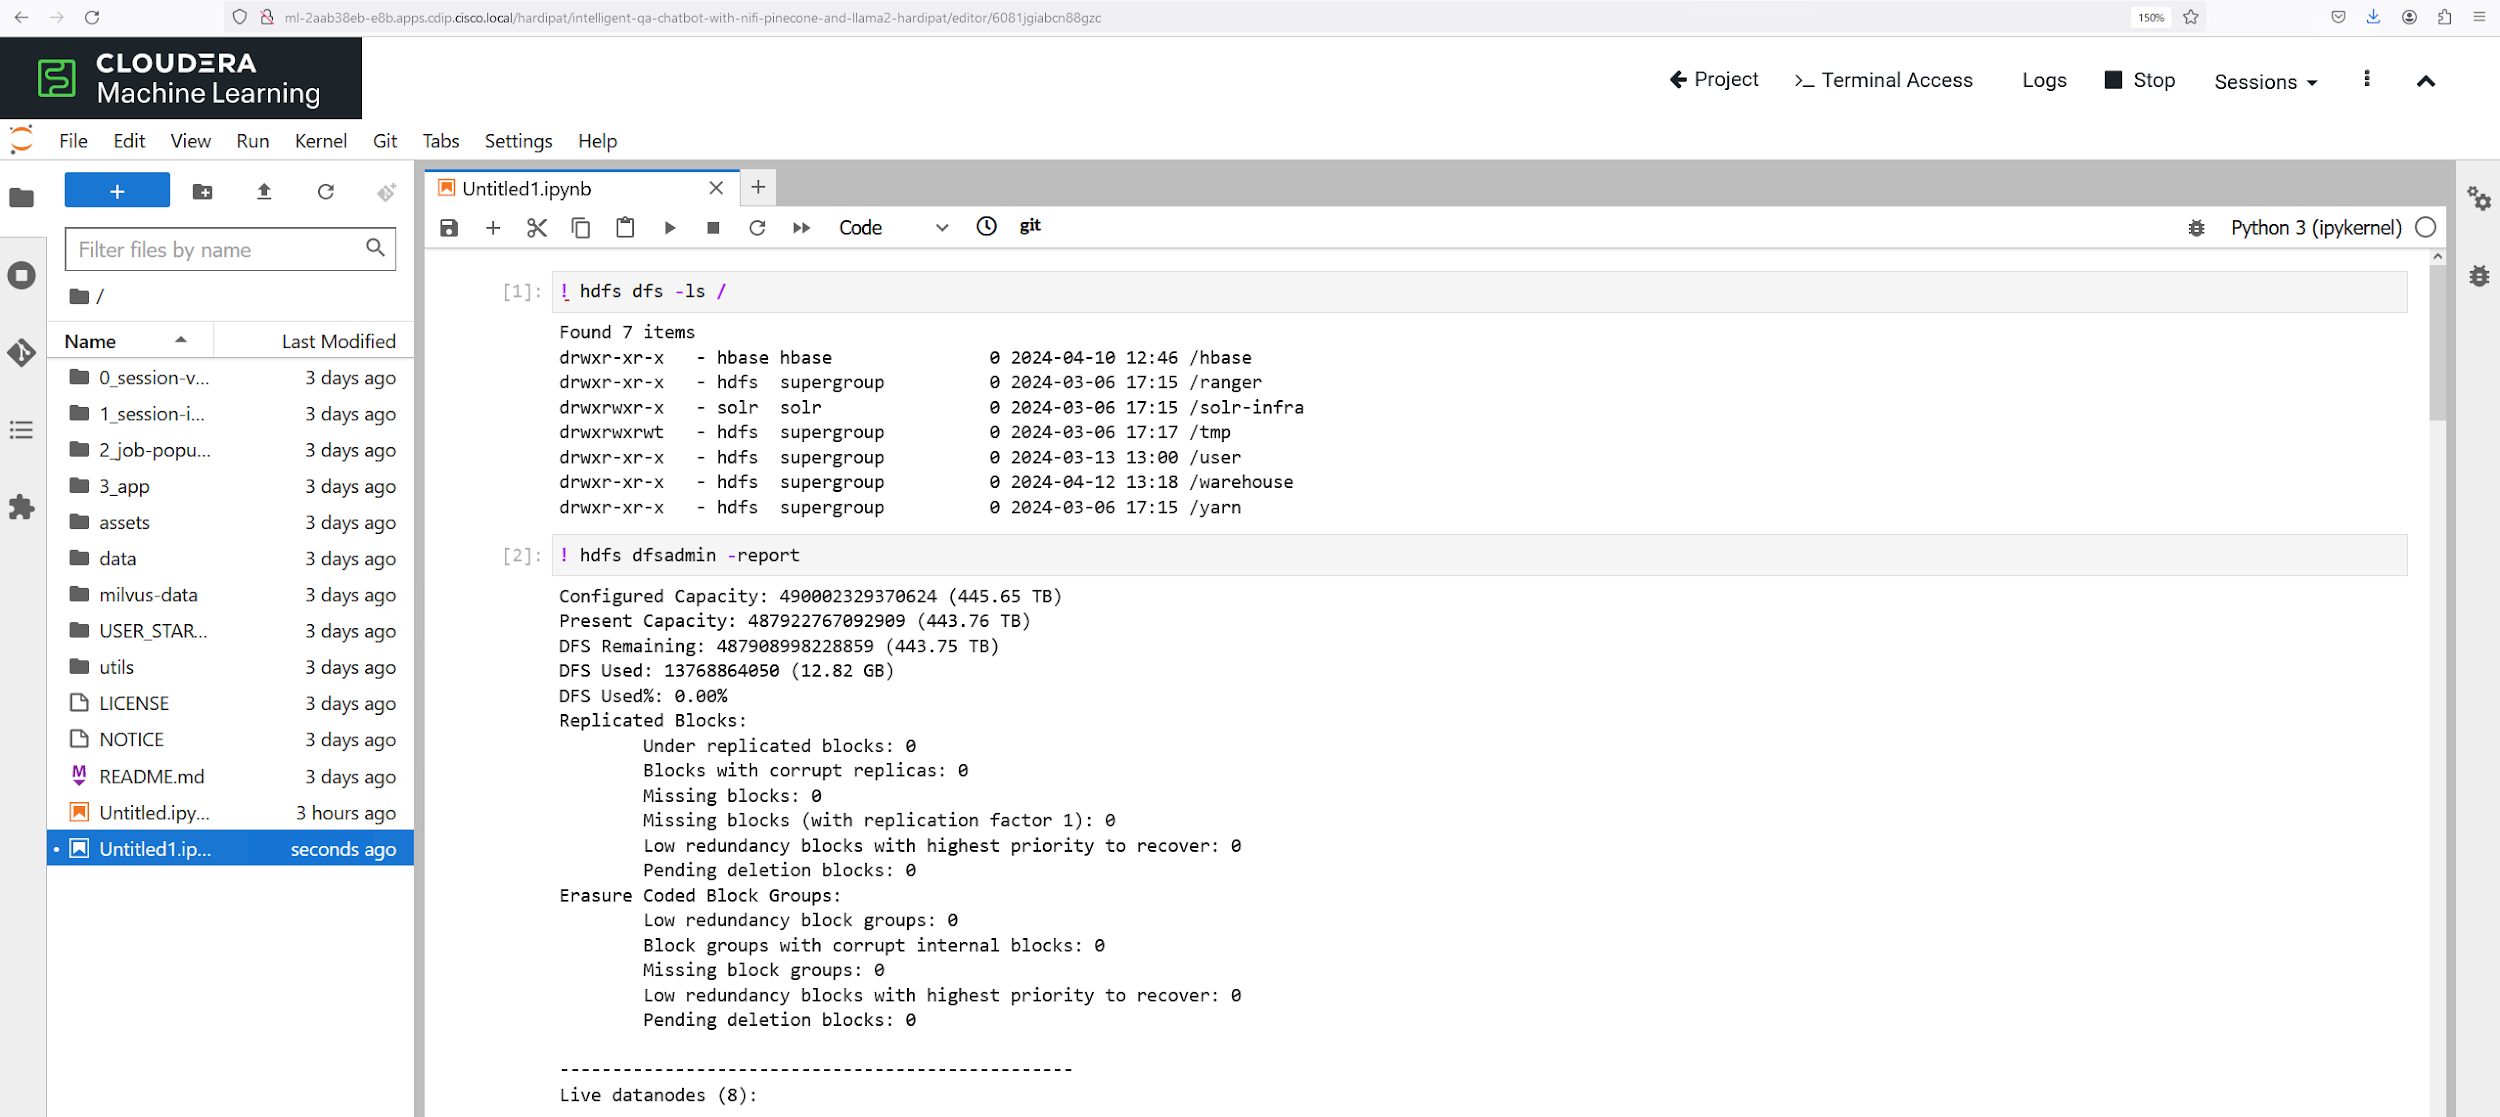 ml-2aab38eb-e8b.apps.cdip.cisco.local/hardipat/intelligent-qa-chatbot-with-nifi-pinecone-and-llama2-hardipat/editor/6081jgiabcn88gzc
150%
CLOUDERA
Machine Learning
Project
>_ Terminal Access
Logs
Stop
Sessions
File Edit View Run Kernel Git Tabs Settings Help
+
Untitled1.ipynb
Code
git
Python 3 (ipykernel)
Filter files by name
/
Name Last Modified
0_session-v... 3 days ago
1_session-i... 3 days ago
2_job-popu... 3 days ago
3_app 3 days ago
assets 3 days ago
data 3 days ago
milvus-data 3 days ago
USER_STAR... 3 days ago
utils 3 days ago
LICENSE 3 days ago
NOTICE 3 days ago
README.md 3 days ago
Untitled.ipy... 3 hours ago
Untitled1.ip... seconds ago
[1]: ! hdfs dfs -ls /
Found 7 items
drwxr-xr-x   - hbase hbase               0 2024-04-10 12:46 /hbase
drwxr-xr-x   - hdfs  supergroup          0 2024-03-06 17:15 /ranger
drwxrwxr-x   - solr  solr                0 2024-03-06 17:15 /solr-infra
drwxrwxrwt   - hdfs  supergroup          0 2024-03-06 17:17 /tmp
drwxr-xr-x   - hdfs  supergroup          0 2024-03-13 13:00 /user
drwxr-xr-x   - hdfs  supergroup          0 2024-04-12 13:18 /warehouse
drwxr-xr-x   - hdfs  supergroup          0 2024-03-06 17:15 /yarn
[2]: ! hdfs dfsadmin -report
Configured Capacity: 490002329370624 (445.65 TB)
Present Capacity: 487922767092909 (443.76 TB)
DFS Remaining: 487908998228859 (443.75 TB)
DFS Used: 13768864050 (12.82 GB)
DFS Used%: 0.00%
Replicated Blocks:
Under replicated blocks: 0
Blocks with corrupt replicas: 0
Missing blocks: 0
Missing blocks (with replication factor 1): 0
Low redundancy blocks with highest priority to recover: 0
Pending deletion blocks: 0
Erasure Coded Block Groups:
Low redundancy block groups: 0
Block groups with corrupt internal blocks: 0
Missing block groups: 0
Low redundancy blocks with highest priority to recover: 0
Pending deletion blocks: 0
-------------------------------------------------
Live datanodes (8):